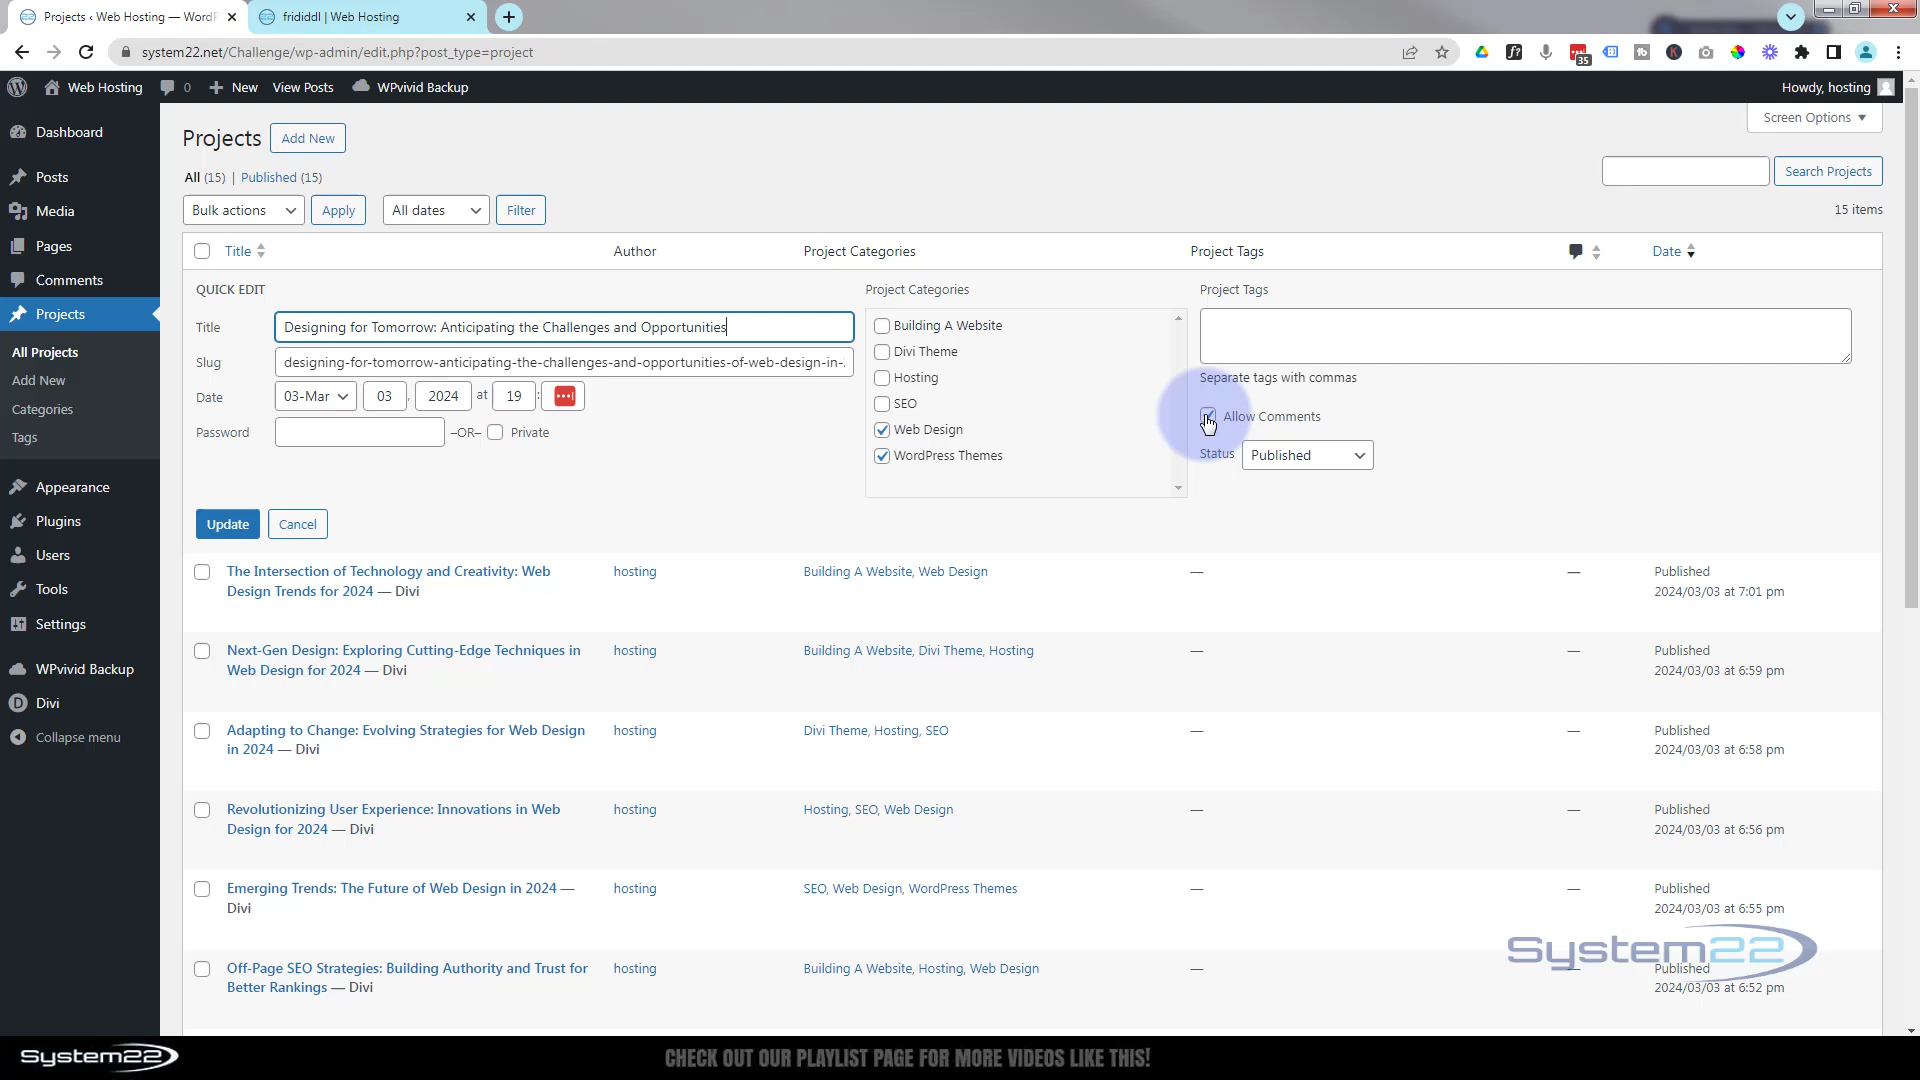 Projects ‹ Web Hosting — WordP
frididdl | Web Hosting
system22.net/Challenge/wp-admin/edit.php?post_type=project
35
Web Hosting
0
New
View Posts
WPvivid Backup
Howdy, hosting
Dashboard
Posts
Media
Pages
Comments
Projects
All Projects
Add New
Categories
Tags
Appearance
Plugins
Users
Tools
Settings
WPvivid Backup
Divi
Collapse menu
Screen Options
Projects
Add New
All (15) | Published (15)
Search Projects
Bulk actions
Apply
All dates
Filter
15 items
Title
Author
Project Categories
Project Tags
Date
QUICK EDIT
Title
Designing for Tomorrow: Anticipating the Challenges and Opportunities
Slug
designing-for-tomorrow-anticipating-the-challenges-and-opportunities-of-web-design-in-
Date
03-Mar
03
,
2024
at
19
:
Password
–OR–
Private
Project Categories
Building A Website
Divi Theme
Hosting
SEO
Web Design
WordPress Themes
Project Tags
Separate tags with commas
Allow Comments
Status
Published
Update
Cancel
The Intersection of Technology and Creativity: Web
Design Trends for 2024 — Divi
hosting
Building A Website, Web Design
—
—
Published
2024/03/03 at 7:01 pm
Next-Gen Design: Exploring Cutting-Edge Techniques in
Web Design for 2024 — Divi
hosting
Building A Website, Divi Theme, Hosting
—
—
Published
2024/03/03 at 6:59 pm
Adapting to Change: Evolving Strategies for Web Design
in 2024 — Divi
hosting
Divi Theme, Hosting, SEO
—
—
Published
2024/03/03 at 6:58 pm
Revolutionizing User Experience: Innovations in Web
Design for 2024 — Divi
hosting
Hosting, SEO, Web Design
—
—
Published
2024/03/03 at 6:56 pm
Emerging Trends: The Future of Web Design in 2024 —
Divi
hosting
SEO, Web Design, WordPress Themes
—
—
Published
2024/03/03 at 6:55 pm
Off-Page SEO Strategies: Building Authority and Trust for
Better Rankings — Divi
hosting
Building A Website, Hosting, Web Design
—
—
Published
2024/03/03 at 6:52 pm
System22
System22
CHECK OUT OUR PLAYLIST PAGE FOR MORE VIDEOS LIKE THIS!